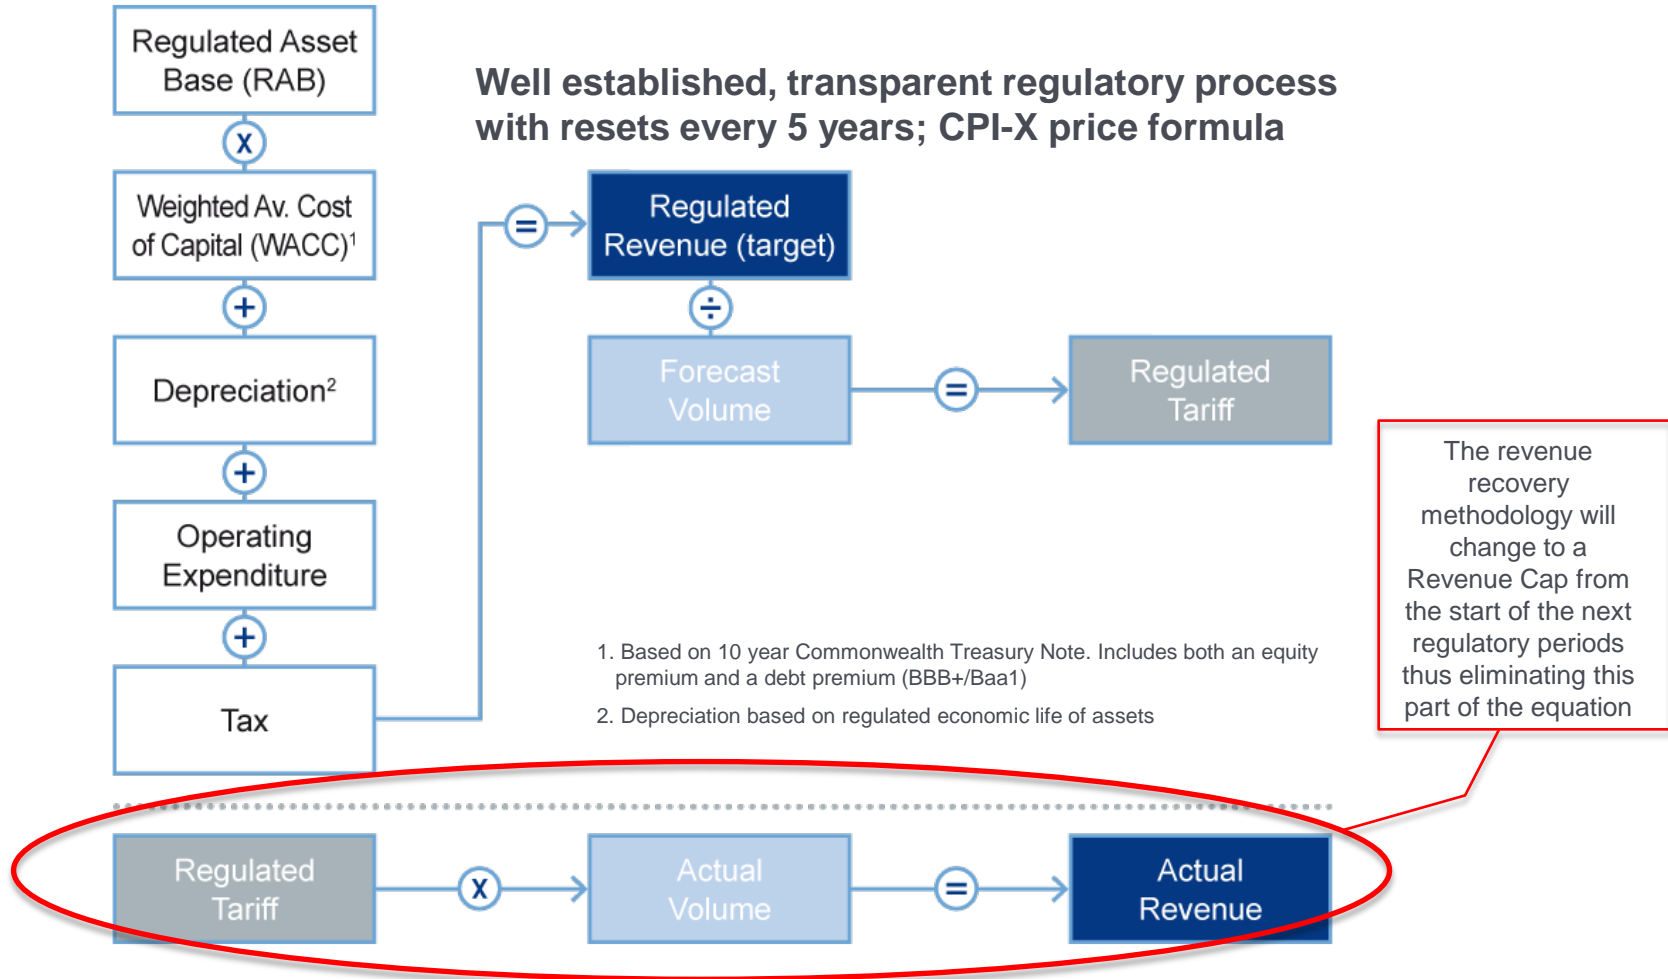 Regulated Asset
Base (RAB)
Well established, transparent regulatory process
with resets every 5 years; CPI-X price formula
x
Weighted Av. Cost
of Capital (WACC)¹
=
Regulated
Revenue (target)
+
÷
Depreciation²
Forecast
Volume
=
Regulated
Tariff
+
Operating
Expenditure
+
Tax
1. Based on 10 year Commonwealth Treasury Note. Includes both an equity
premium and a debt premium (BBB+/Baa1)
2. Depreciation based on regulated economic life of assets
The revenue
recovery
methodology will
change to a
Revenue Cap from
the start of the next
regulatory periods
thus eliminating this
part of the equation
Regulated
Tariff
x
Actual
Volume
=
Actual
Revenue